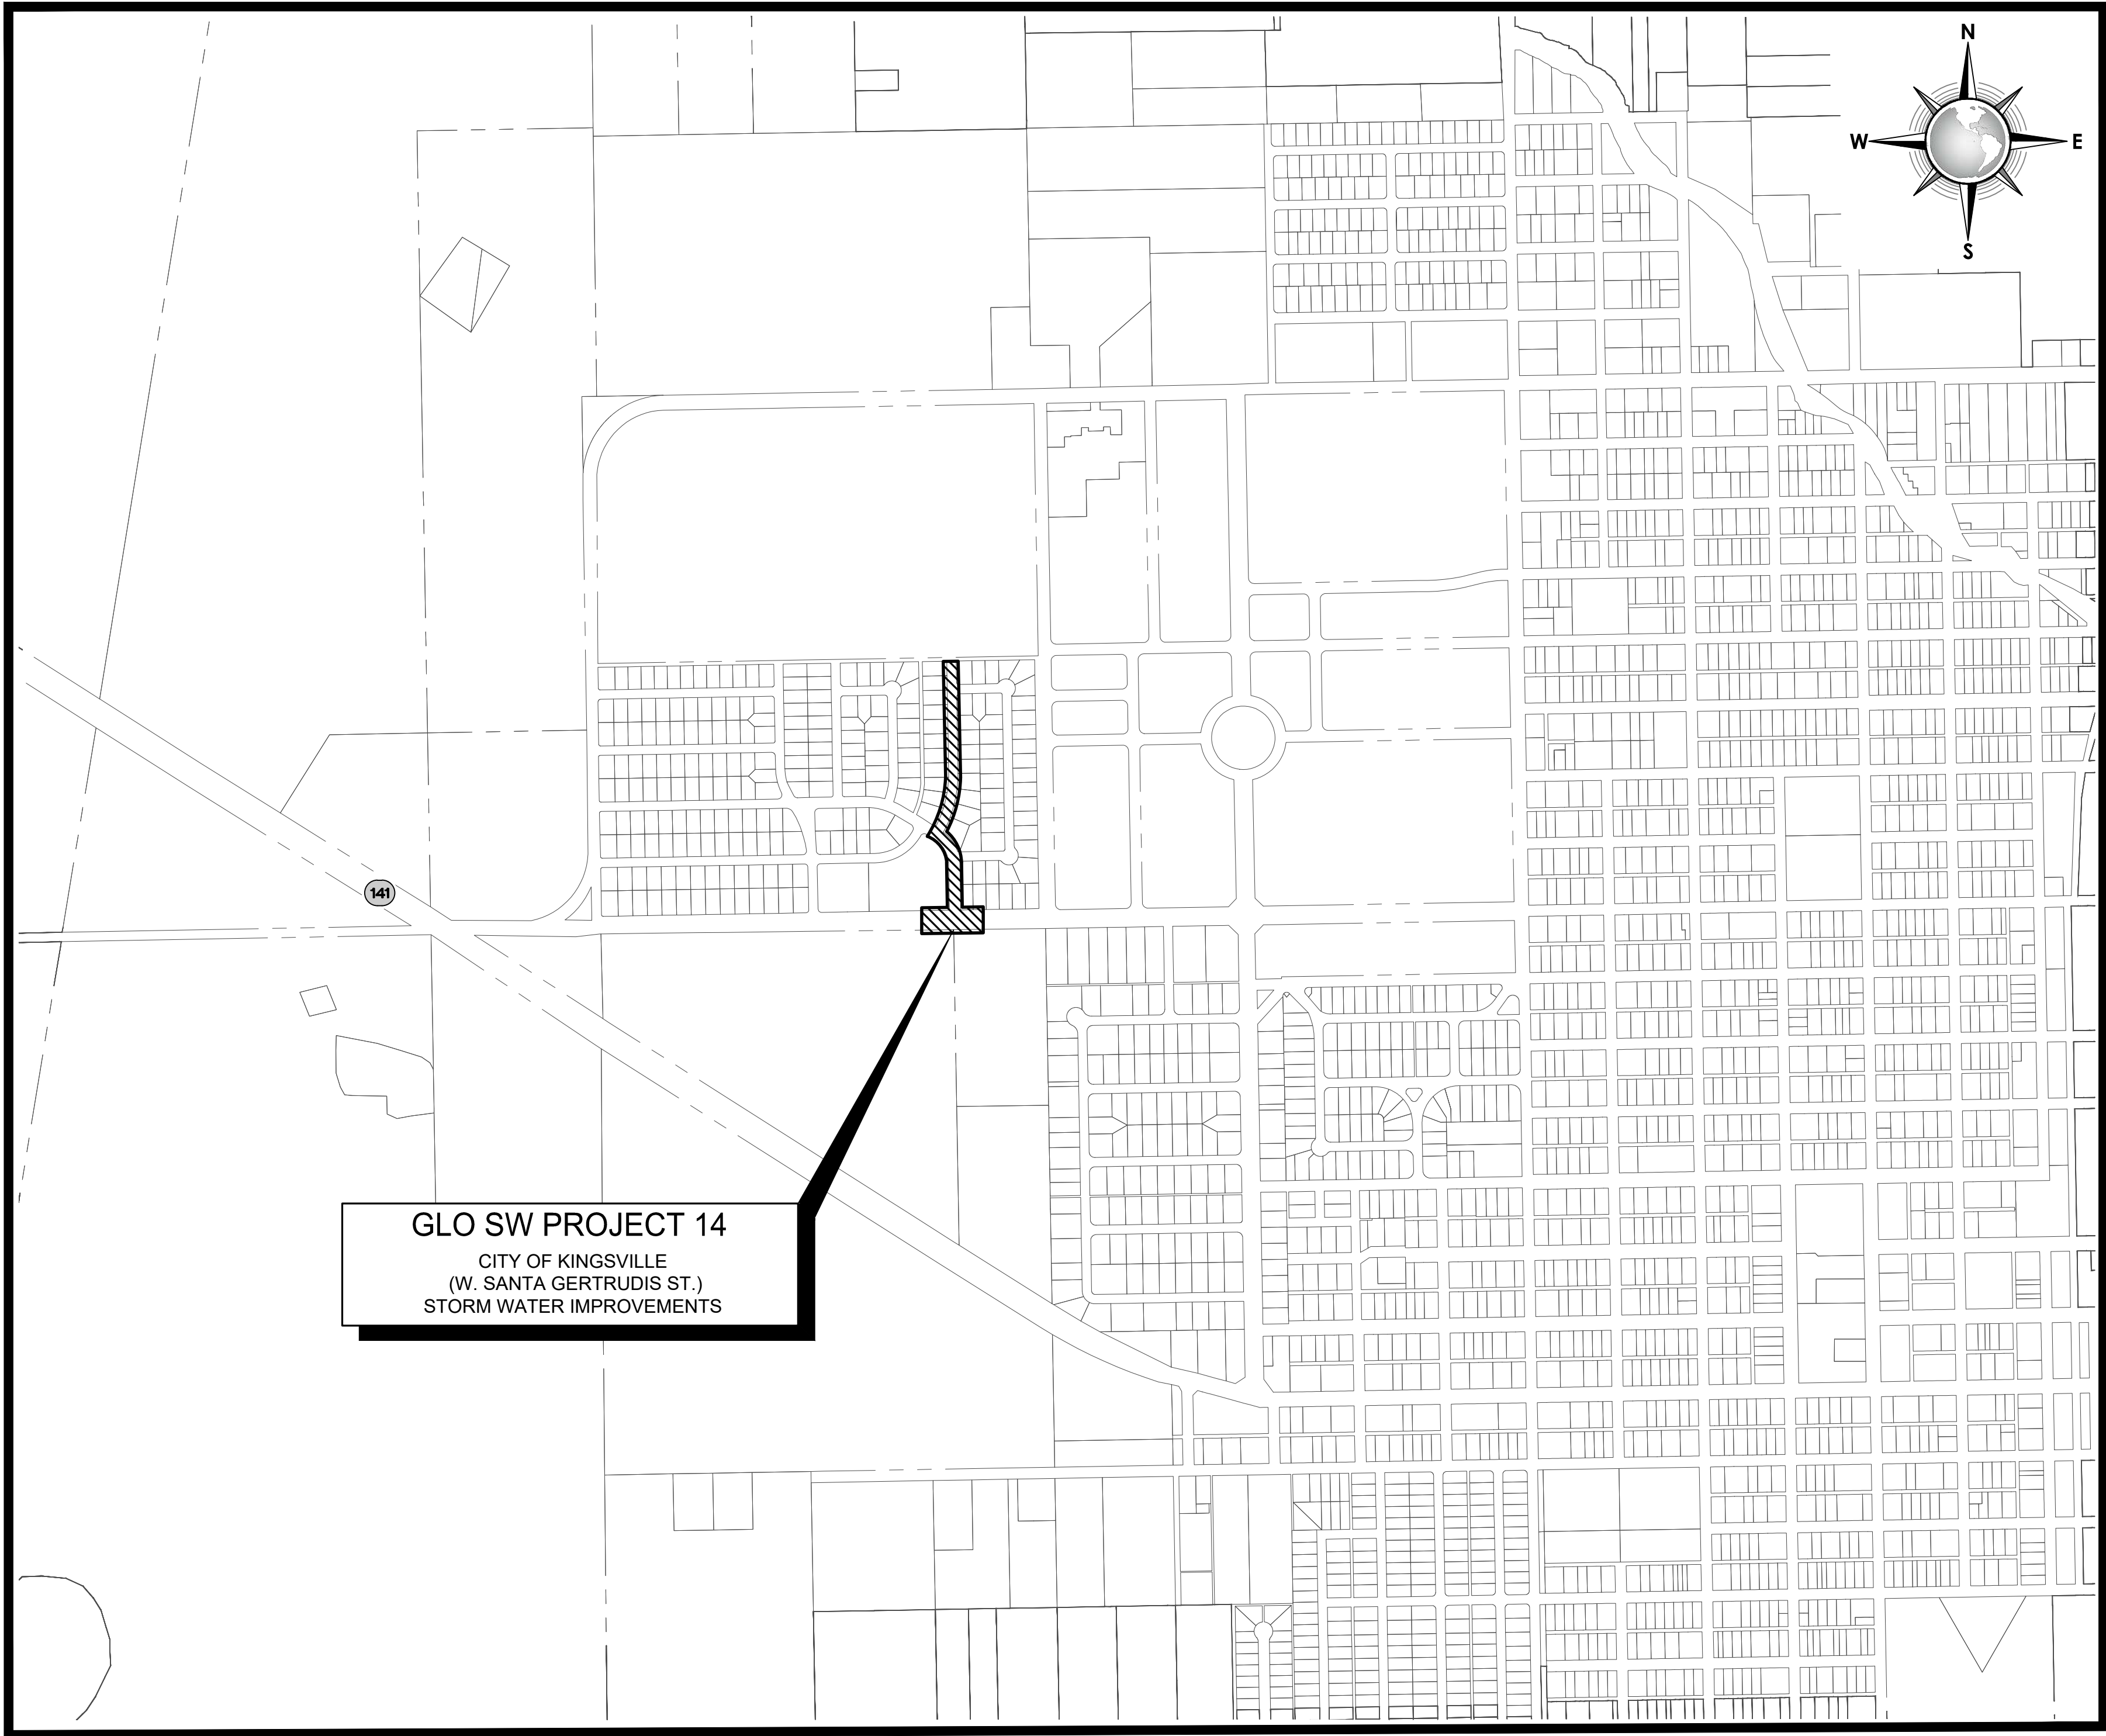 N
W E
S
141
GLO SW PROJECT 14
CITY OF KINGSVILLE
(W. SANTA GERTRUDIS ST.)
STORM WATER IMPROVEMENTS